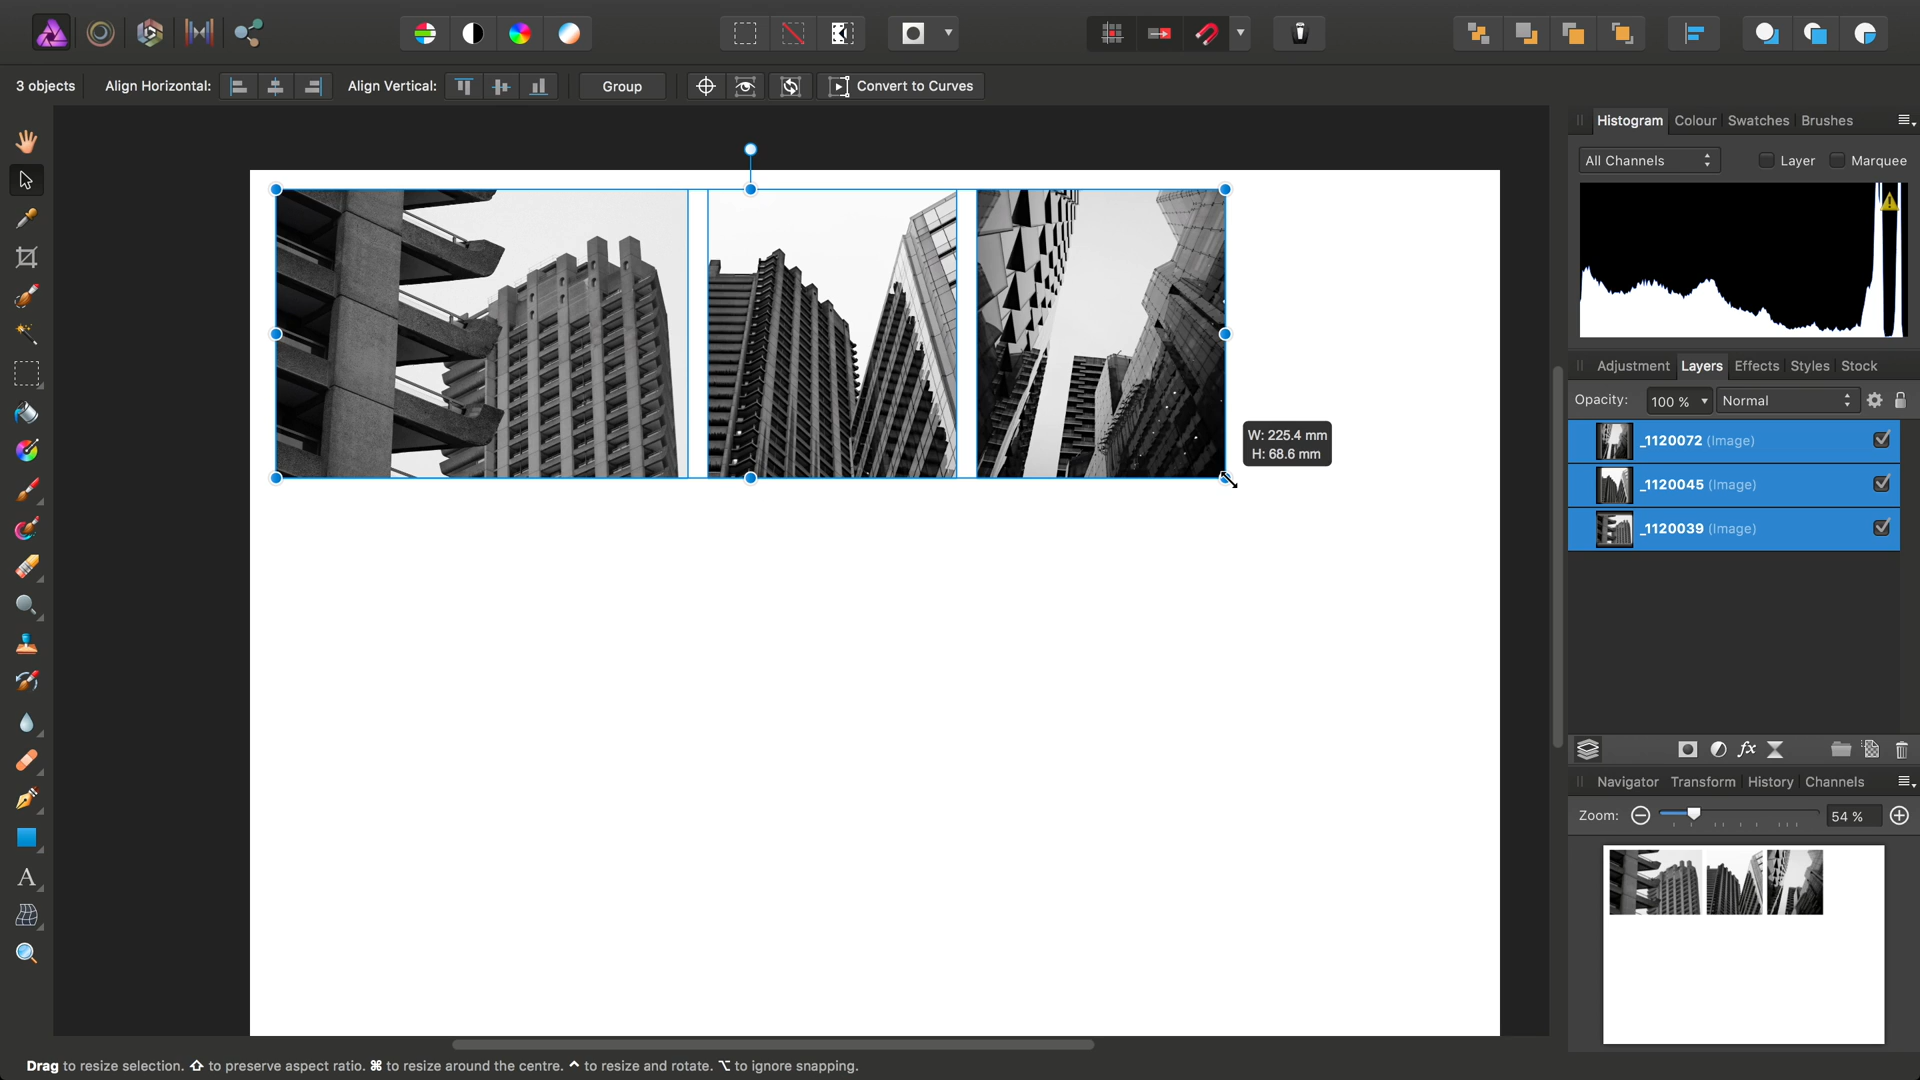 3 objects Align Horizontal: Align Vertical: Group Convert to Curves
Histogram Colour Swatches Brushes
All Channels Layer Marquee
Adjustment Layers Effects Styles Stock
Opacity: 100 % Normal
_1120072 (Image)
W: 225.4 mm
H: 68.6 mm
_1120045 (Image)
_1120039 (Image)
fx
Navigator Transform History Channels
Zoom: 54 %
A
Drag to resize selection. ⇧ to preserve aspect ratio. ⌘ to resize around the centre. ^ to resize and rotate. ⌥ to ignore snapping.